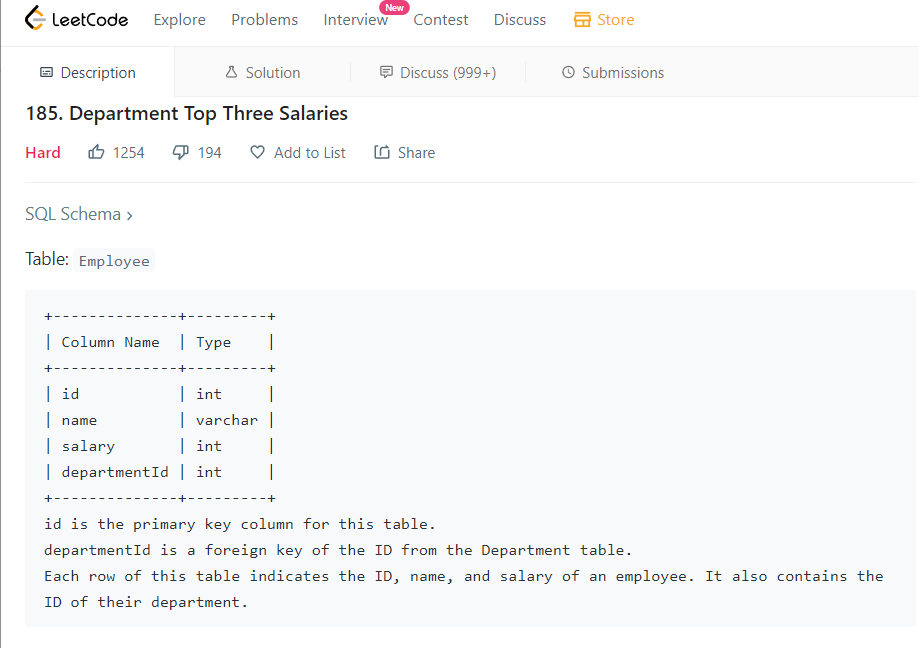 LeetCode Explore Problems Interview New Contest Discuss Store
Description Solution Discuss (999+) Submissions
185. Department Top Three Salaries
Hard 1254 194 Add to List Share
SQL Schema ›
Table: Employee
+--------------+---------+
| Column Name  | Type    |
+--------------+---------+
| id           | int     |
| name         | varchar |
| salary       | int     |
| departmentId | int     |
+--------------+---------+
id is the primary key column for this table.
departmentId is a foreign key of the ID from the Department table.
Each row of this table indicates the ID, name, and salary of an employee. It also contains the
ID of their department.